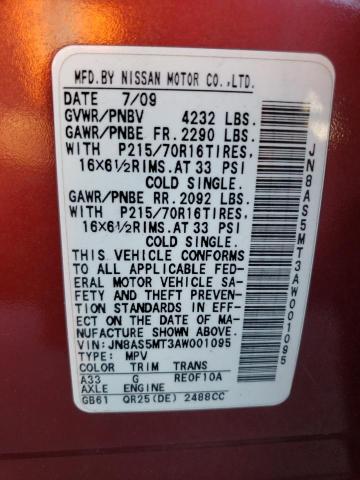 MFD.BY NISSAN MOTOR CO.,LTD.
DATE 7/09
GVWR/PNBV 4232 LBS.
GAWR/PNBE FR.2290 LBS.
WITH P215/70R16TIRES,
16X6½RIMS.AT 33 PSI
COLD SINGLE.
GAWR/PNBE RR.2092 LBS.
WITH P215/70R16TIRES,
16X6½RIMS.AT 33 PSI
COLD SINGLE.
THIS VEHICLE CONFORMS
TO ALL APPLICABLE FED-
ERAL MOTOR VEHICLE SA-
FETY AND THEFT PREVEN-
TION STANDARDS IN EFF-
ECT ON THE DATE OF MA-
NUFACTURE SHOWN ABOVE.
VIN:JN8AS5MT3AW001095
TYPE: MPV
COLOR TRIM TRANS
A33 G RE0F10A
AXLE ENGINE
GB61 QR25(DE) 2488CC
JN8AS5MT3AW001095